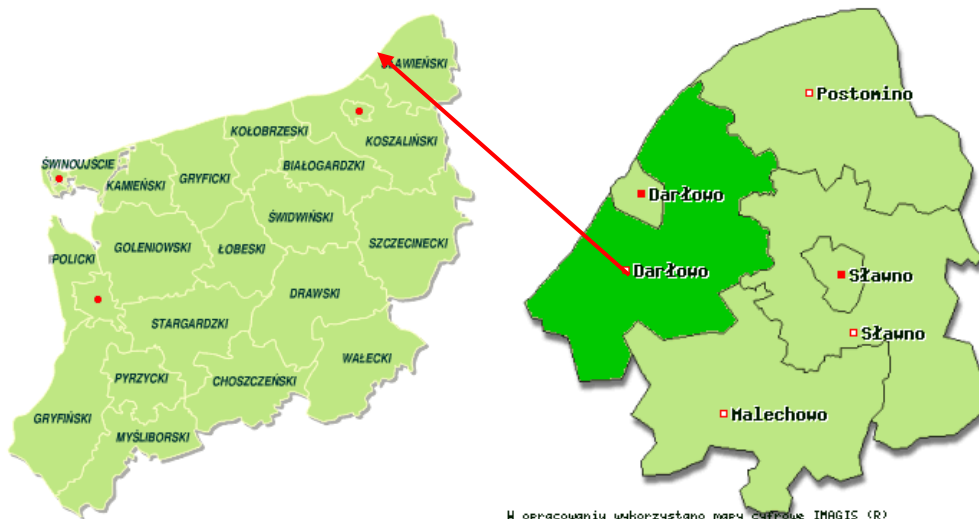 SŁAWIEŃSKI
KOSZALIŃSKI
KOŁOBRZESKI
BIAŁOGARDZKI
ŚWINOUJŚCIE
KAMIEŃSKI
GRYFICKI
ŚWIDWIŃSKI
SZCZECINECKI
GOLENIOWSKI
ŁOBESKI
POLICKI
DRAWSKI
STARGARDZKI
WAŁECKI
PYRZYCKI
CHOSZCZEŃSKI
GRYFIŃSKI
MYŚLIBORSKI
Postomino
Darłowo
Darłowo
Sławno
Sławno
Malechowo
W opracowaniu wykorzystano mapy cyfrowe IMAGIS (R)